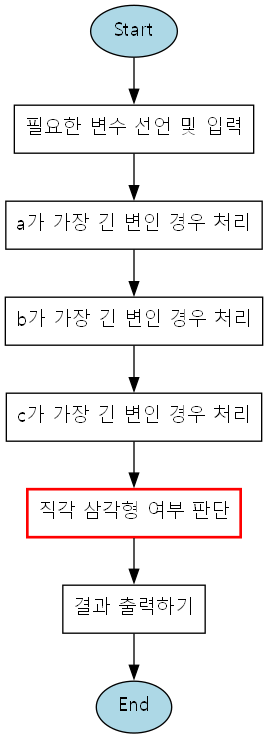 Start
필요한 변수 선언 및 입력
a가 가장 긴 변인 경우 처리
b가 가장 긴 변인 경우 처리
c가 가장 긴 변인 경우 처리
직각 삼각형 여부 판단
결과 출력하기
End